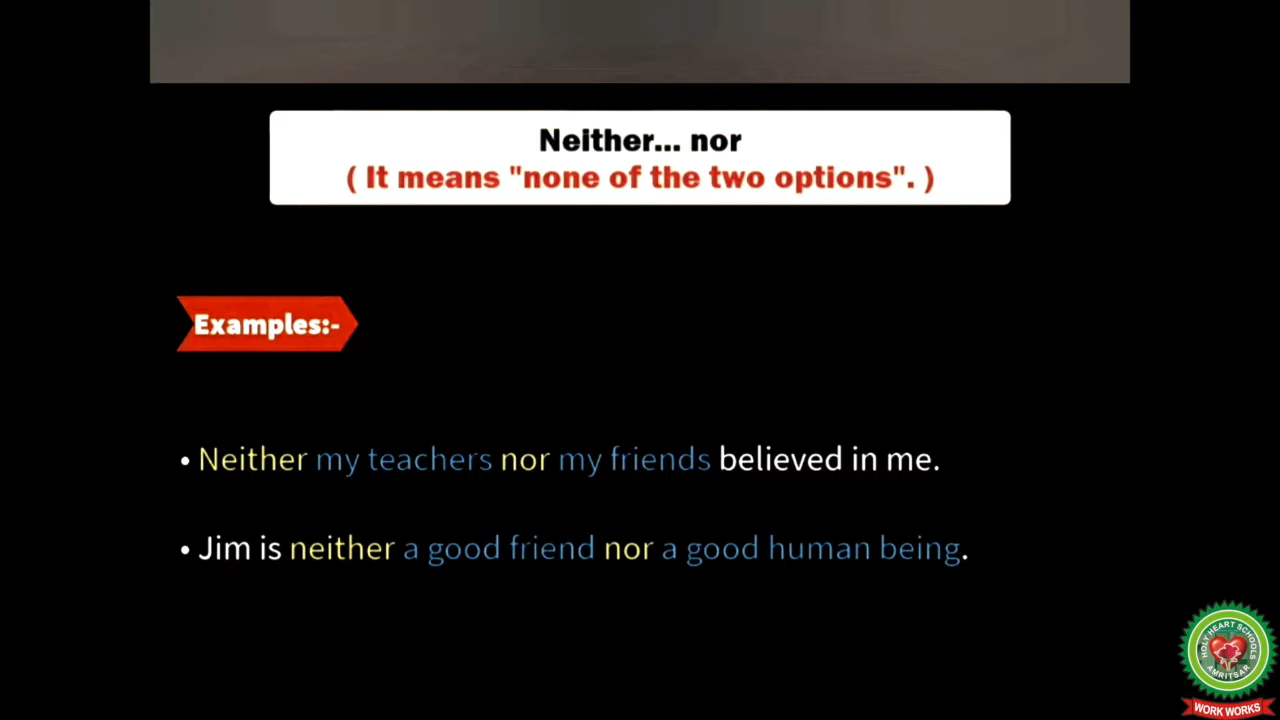 Neither... nor
( It means "none of the two options". )
Examples:-
• Neither my teachers nor my friends believed in me.
• Jim is neither a good friend nor a good human being.
HOLY HEART SCHOOLS
AMRITSAR
WORK WORKS